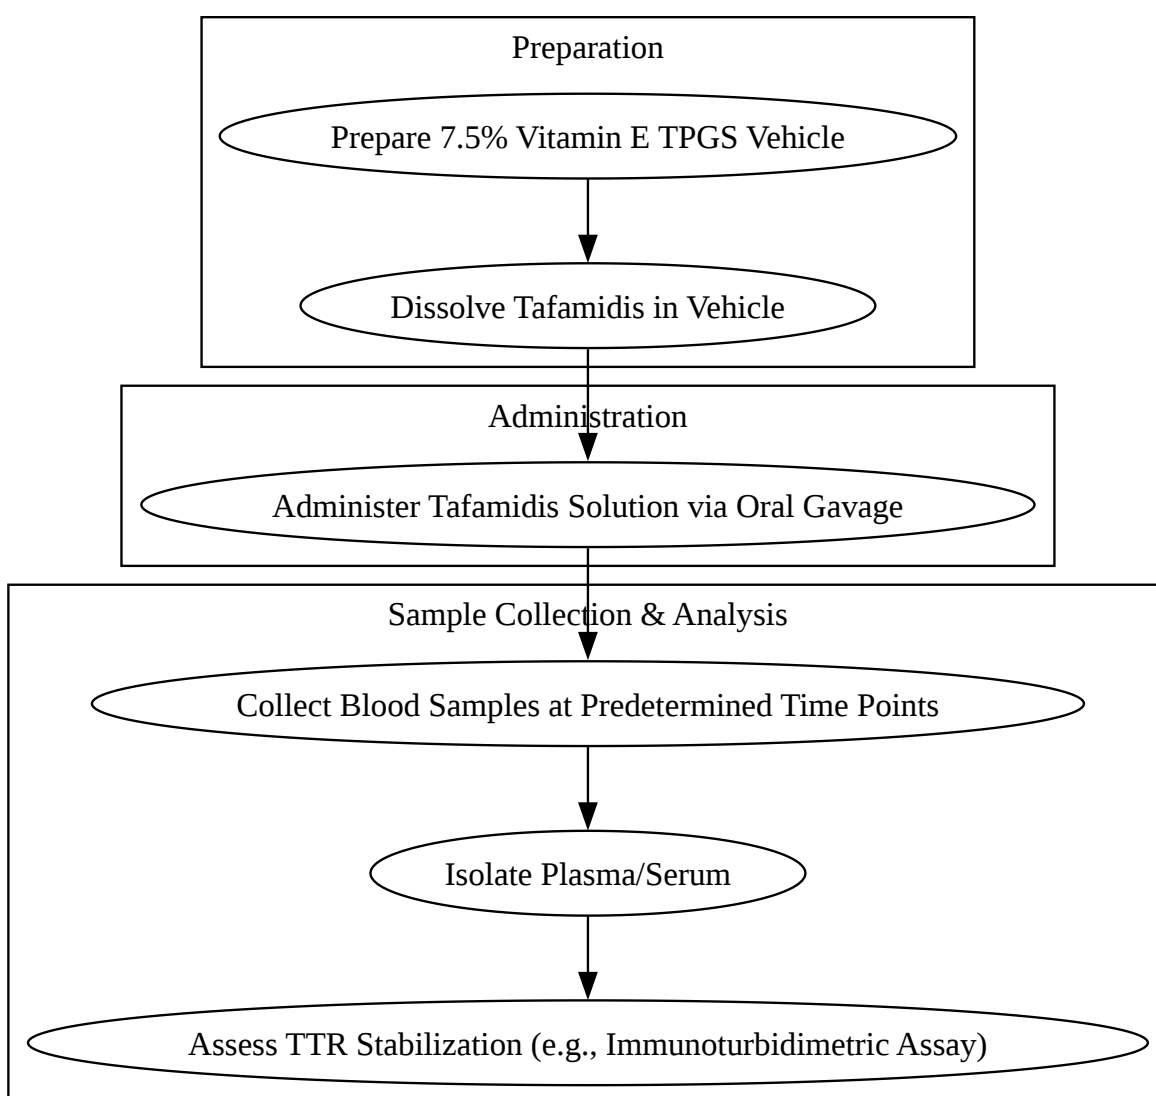 Preparation
Prepare 7.5% Vitamin E TPGS Vehicle
Dissolve Tafamidis in Vehicle
Administration
Administer Tafamidis Solution via Oral Gavage
Sample Collection & Analysis
Collect Blood Samples at Predetermined Time Points
Isolate Plasma/Serum
Assess TTR Stabilization (e.g., Immunoturbidimetric Assay)